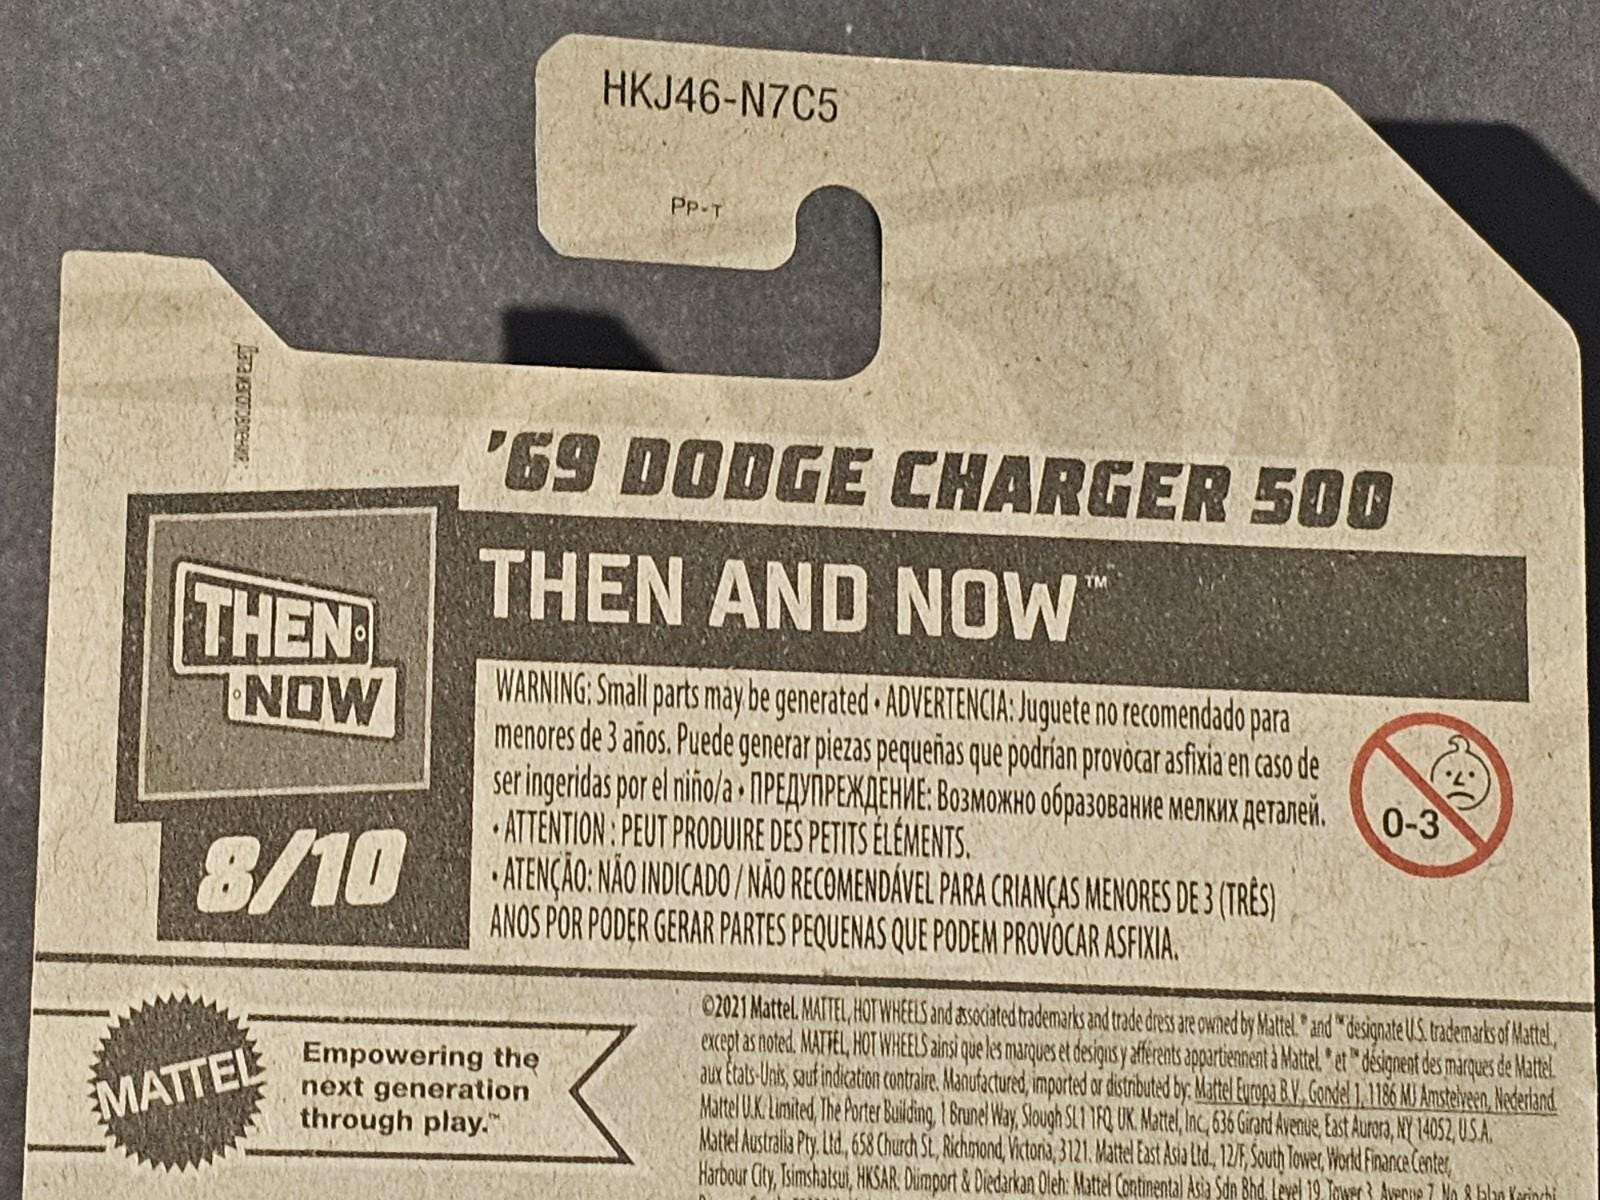 HKJ46-N7C5
PP-T
Дата изготовления:
'69 DODGE CHARGER 500
THEN AND NOW™
THEN
NOW
8/10
WARNING: Small parts may be generated • ADVERTENCIA: Juguete no recomendado para
menores de 3 años. Puede generar piezas pequeñas que podrían provocar asfixia en caso de
ser ingeridas por el niño/a • ПРЕДУПРЕЖДЕНИЕ: Возможно образование мелких деталей.
• ATTENTION : PEUT PRODUIRE DES PETITS ÉLÉMENTS.
• ATENÇÃO: NÃO INDICADO / NÃO RECOMENDÁVEL PARA CRIANÇAS MENORES DE 3 (TRÊS)
ANOS POR PODER GERAR PARTES PEQUENAS QUE PODEM PROVOCAR ASFIXIA.
0-3
MATTEL
Empowering the
next generation
through play.™
©2021 Mattel. MATTEL, HOT WHEELS and associated trademarks and trade dress are owned by Mattel. ® and ™ designate U.S. trademarks of Mattel,
except as noted. MATTEL, HOT WHEELS ainsi que les marques et designs y afférents appartiennent à Mattel. ® et ™ désignent des marques de Mattel
aux États-Unis, sauf indication contraire. Manufactured, imported or distributed by: Mattel Europa B.V., Gondel 1, 1186 MJ Amstelveen, Nederland.
Mattel U.K. Limited, The Porter Building, 1 Brunel Way, Slough SL1 1FQ, UK. Mattel, Inc., 636 Girard Avenue, East Aurora, NY 14052, U.S.A.
Mattel Australia Pty. Ltd., 658 Church St., Richmond, Victoria, 3121. Mattel East Asia Ltd., 12/F, South Tower, World Finance Center,
Harbour City, Tsimshatsui, HKSAR. Diimport & Diedarkan Oleh: Mattel Continental Asia Sdn Bhd. Level 19, Tower 3, Avenue 7, No. 8 Jalan